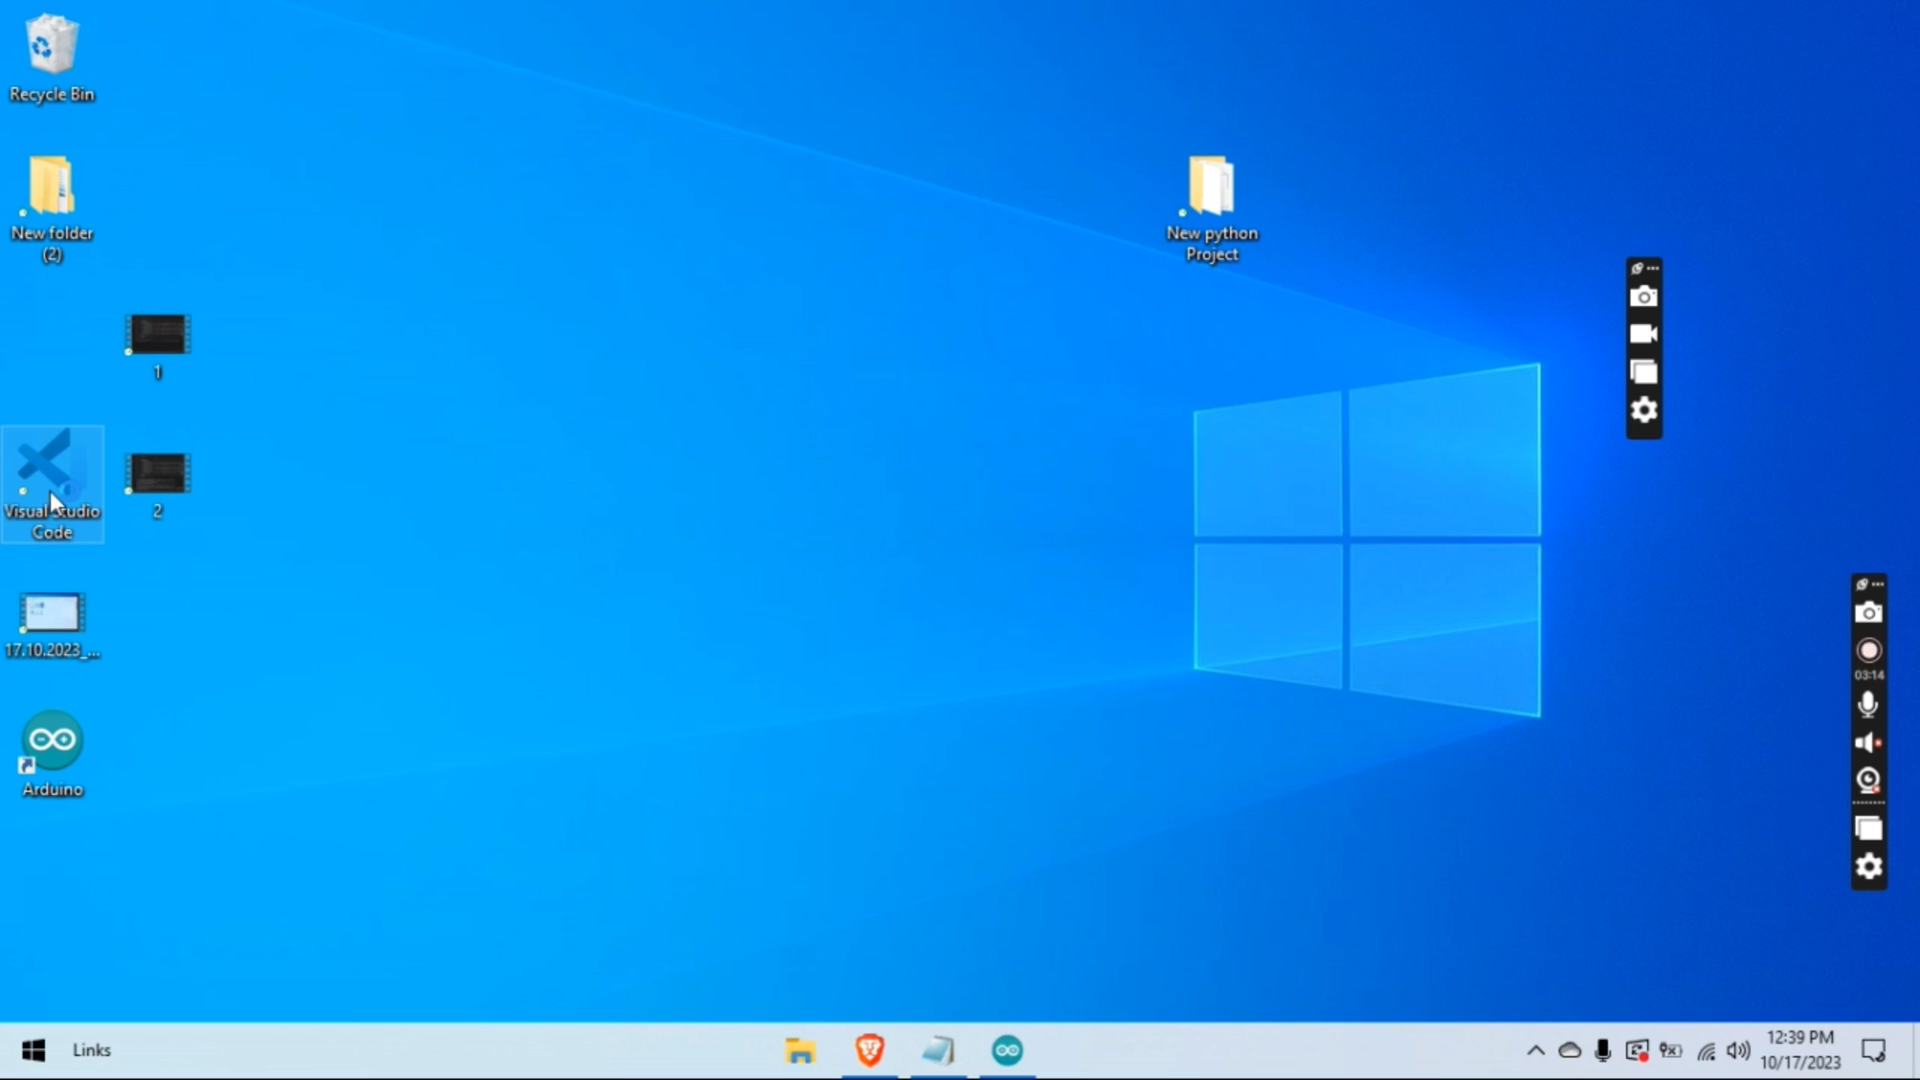 Recycle Bin
New folder
(2)
New python
Project
1
Visual Studio
Code
2
17.10.2023_...
Arduino
03:14
Links
12:39 PM
10/17/2023